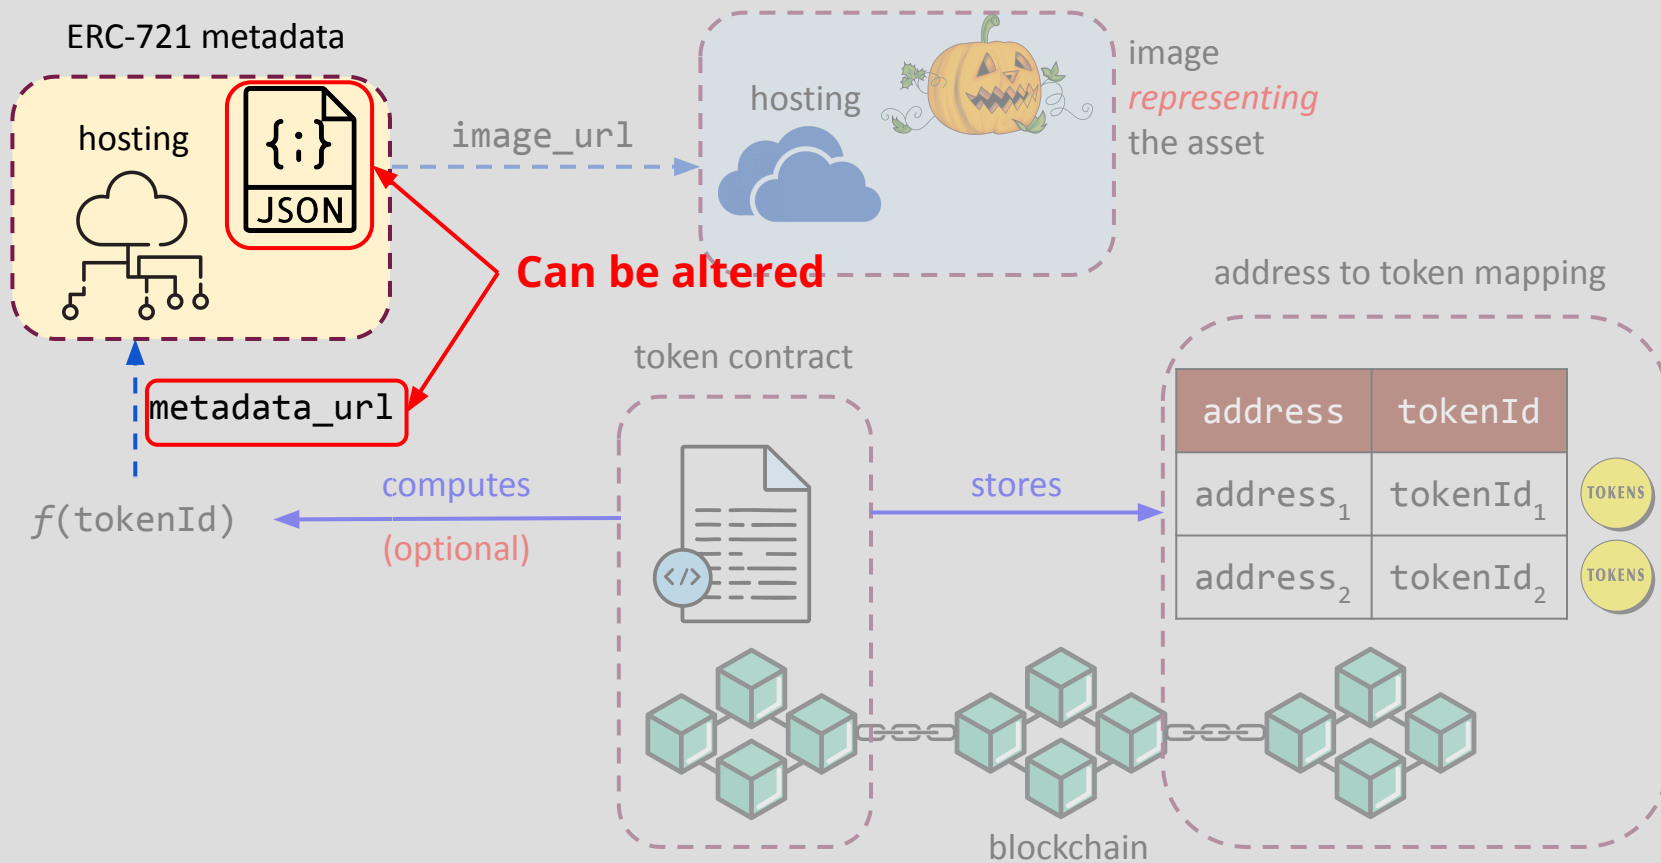 ERC-721 metadata
hosting
{;}
JSON
image_url
hosting
image
representing
the asset
Can be altered
metadata_url
f(tokenId)
computes
(optional)
token contract
</>
stores
address to token mapping
address tokenId
address1 tokenId1
TOKENS
address2 tokenId2
TOKENS
blockchain